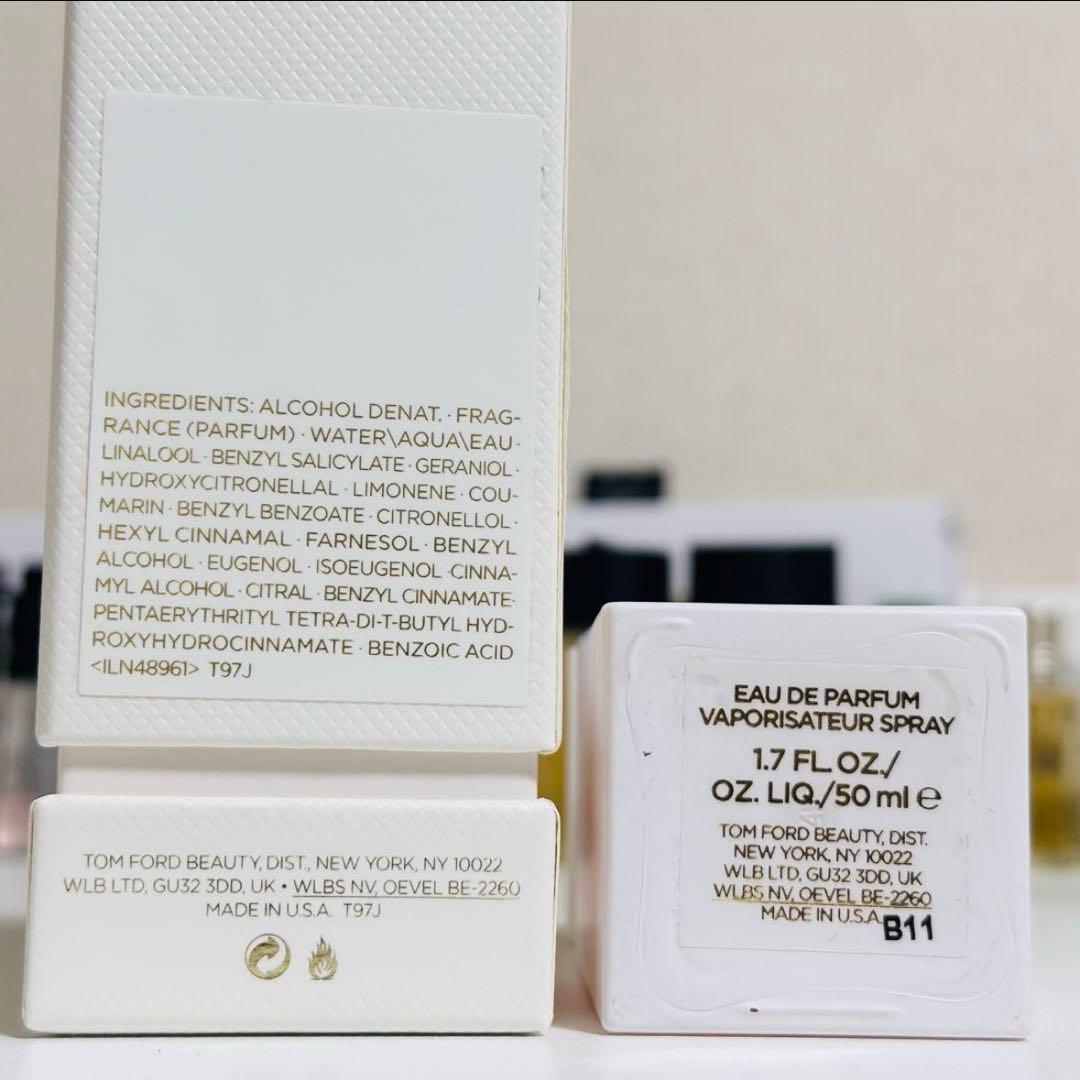 INGREDIENTS: ALCOHOL DENAT. · FRAG-
RANCE (PARFUM) · WATER\AQUA\EAU ·
LINALOOL · BENZYL SALICYLATE · GERANIOL ·
HYDROXYCITRONELLAL · LIMONENE · COU-
MARIN · BENZYL BENZOATE · CITRONELLOL ·
HEXYL CINNAMAL · FARNESOL · BENZYL
ALCOHOL · EUGENOL · ISOEUGENOL · CINNA-
MYL ALCOHOL · CITRAL · BENZYL CINNAMATE ·
PENTAERYTHRITYL TETRA-DI-T-BUTYL HYD-
ROXYHYDROCINNAMATE · BENZOIC ACID
<ILN48961> T97J
TOM FORD BEAUTY, DIST., NEW YORK, NY 10022
WLB LTD, GU32 3DD, UK • WLBS NV, OEVEL BE-2260
MADE IN U.S.A. T97J
EAU DE PARFUM
VAPORISATEUR SPRAY
1.7 FL. OZ./
OZ. LIQ./50 ml ℮
TOM FORD BEAUTY, DIST.
NEW YORK, NY 10022
WLB LTD, GU32 3DD, UK
WLBS NV, OEVEL BE-2260
MADE IN U.S.A.
B11